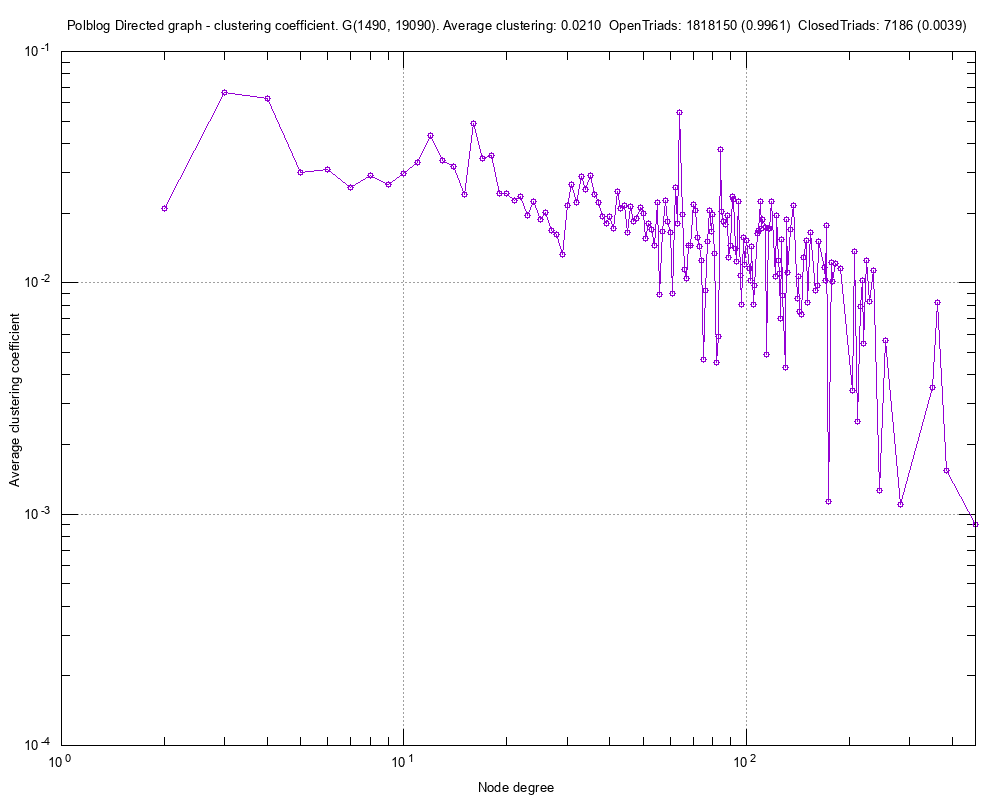 Polblog Directed graph - clustering coefficient. G(1490, 19090). Average clustering: 0.0210  OpenTriads: 1818150 (0.9961)  ClosedTriads: 7186 (0.0039)
10^-1
10^-2
10^-3
10^-4
Average clustering coefficient
10^0 10^1 10^2
Node degree